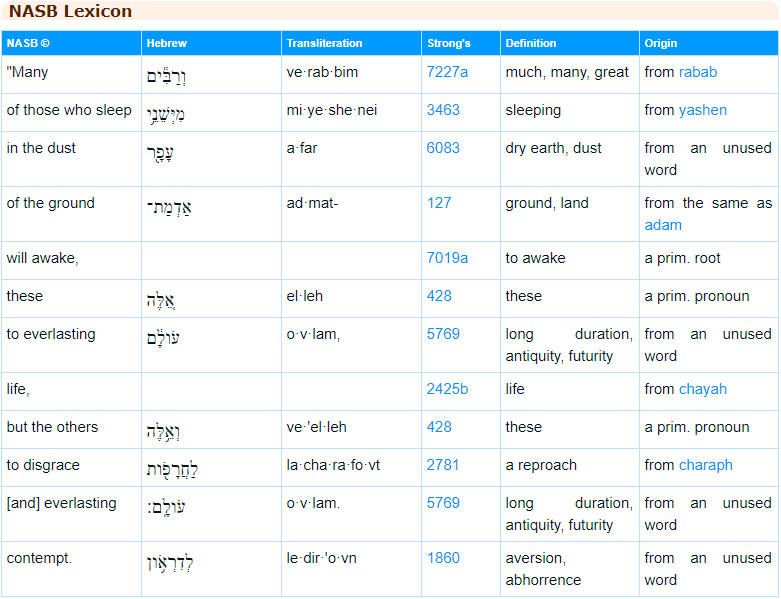 NASB Lexicon
NASB © Hebrew Transliteration Strong's Definition Origin
"Many וְרַבִּ֕ים ve·rab·bim 7227a much, many, great from rabab
of those who sleep מִיְּשֵׁנֵ֥י mi·ye·she·nei 3463 sleeping from yashen
in the dust עָפָ֖ר a·far 6083 dry earth, dust from an unused
word
of the ground אַדְמַת־ ad·mat- 127 ground, land from the same as
adam
will awake, 7019a to awake a prim. root
these אֵ֚לֶּה el·leh 428 these a prim. pronoun
to everlasting עוֹלָ֔ם o·v·lam, 5769 long duration, from an unused
antiquity, futurity word
life, 2425b life from chayah
but the others וְאֵ֥לֶּה ve·'el·leh 428 these a prim. pronoun
to disgrace לַחֲרָפ֖וֹת la·cha·ra·fo·vt 2781 a reproach from charaph
[and] everlasting עוֹלָֽם׃ o·v·lam. 5769 long duration, from an unused
antiquity, futurity word
contempt. לְדִרְא֥וֹן le·dir·'o·vn 1860 aversion, from an unused
abhorrence word